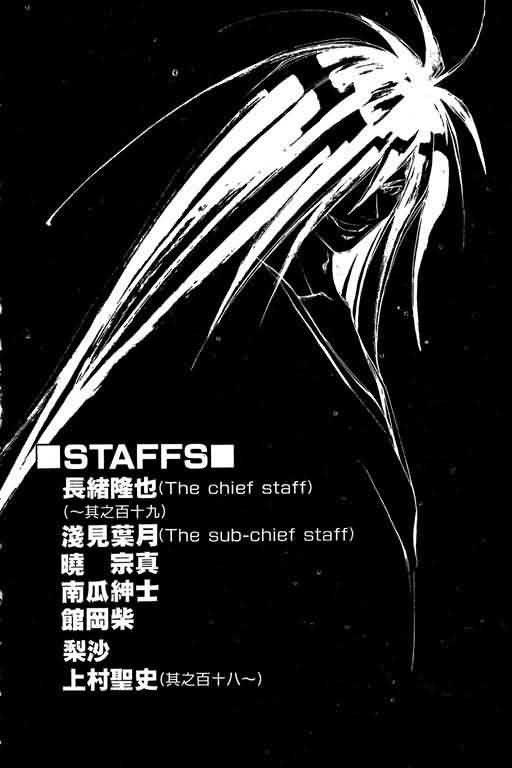 ■STAFFS■
長緒隆也(The chief staff)
(〜其之百十九)
淺見葉月(The sub-chief staff)
曉　宗真
南瓜紳士
館岡柴
梨沙
上村聖史(其之百十八〜)